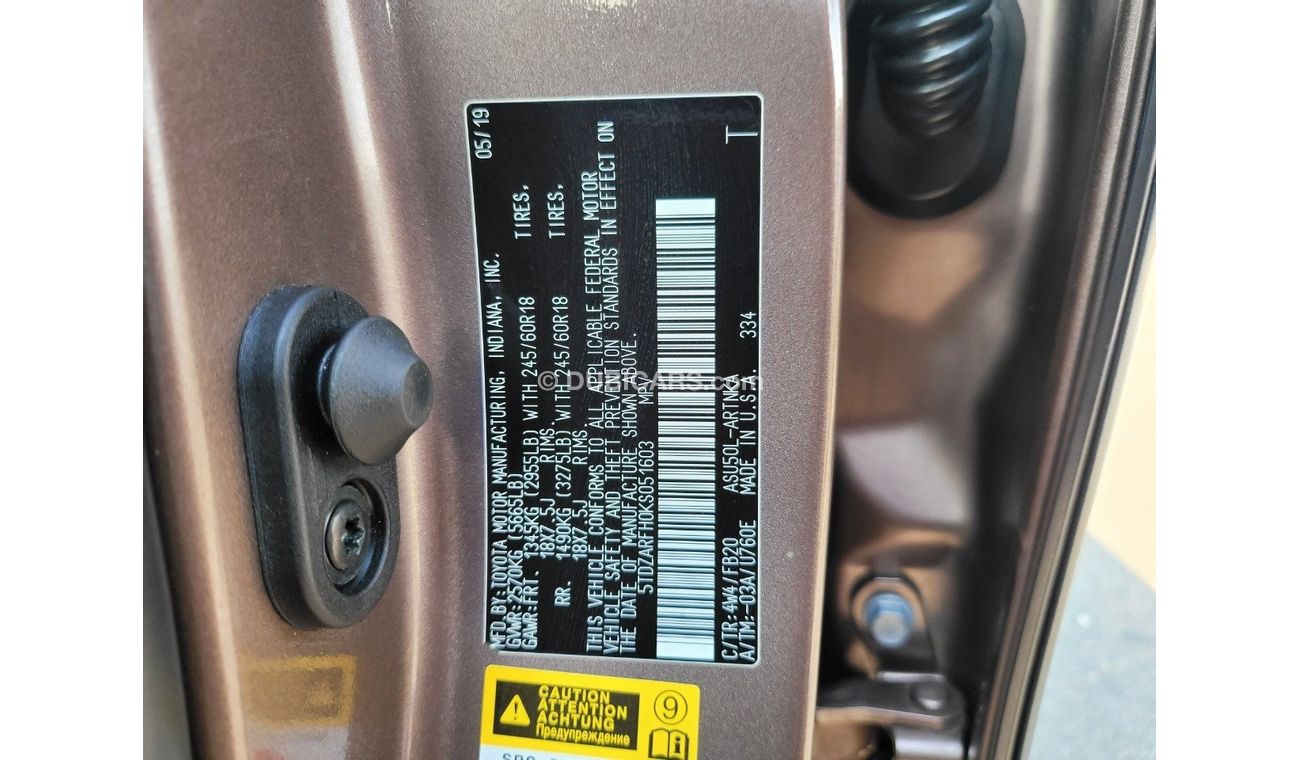 MFD.BY:TOYOTA MOTOR MANUFACTURING, INDIANA, INC. 05/19
GVWR:2570KG (5665LB)
GAWR:FRT. 1345KG (2955LB) WITH 245/60R18 TIRES,
18X7.5J RIMS.
RR. 1490KG (3275LB) WITH 245/60R18 TIRES,
18X7.5J RIMS.
THIS VEHICLE CONFORMS TO ALL APPLICABLE FEDERAL MOTOR
VEHICLE SAFETY AND THEFT PREVENTION STANDARDS IN EFFECT ON
THE DATE OF MANUFACTURE SHOWN ABOVE.
5TDZARFH0KS051603 MPV
C/TR:4W4/FB20 ASU50L-ARTNKA
A/TM:-03A/U760E MADE IN U.S.A. 334 T
© DUBICARS.com
CAUTION
ATTENTION
ACHTUNG
Предупреждение
9
SRS